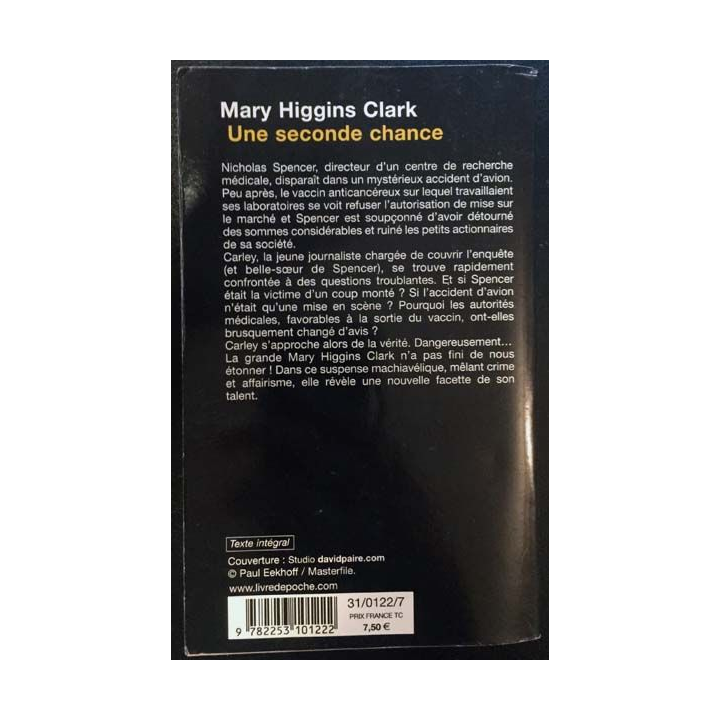 Mary Higgins Clark
Une seconde chance
Nicholas Spencer, directeur d'un centre de recherche
médicale, disparaît dans un mystérieux accident d'avion.
Peu après, le vaccin anticancéreux sur lequel travaillaient
ses laboratoires se voit refuser l'autorisation de mise sur
le marché et Spencer est soupçonné d'avoir détourné
des sommes considérables et ruiné les petits actionnaires
de sa société.
Carley, la jeune journaliste chargée de couvrir l'enquête
(et belle-sœur de Spencer), se trouve rapidement
confrontée à des questions troublantes. Et si Spencer
était la victime d'un coup monté ? Si l'accident d'avion
n'était qu'une mise en scène ? Pourquoi les autorités
médicales, favorables à la sortie du vaccin, ont-elles
brusquement changé d'avis ?
Carley s'approche alors de la vérité. Dangereusement...
La grande Mary Higgins Clark n'a pas fini de nous
étonner ! Dans ce suspense machiavélique, mêlant crime
et affairisme, elle révèle une nouvelle facette de son
talent.
Texte intégral
Couverture : Studio davidpaire.com
© Paul Eekhoff / Masterfile.
www.livredepoche.com
31/0122/7
PRIX FRANCE TC
7,50 €
9 782253 101222